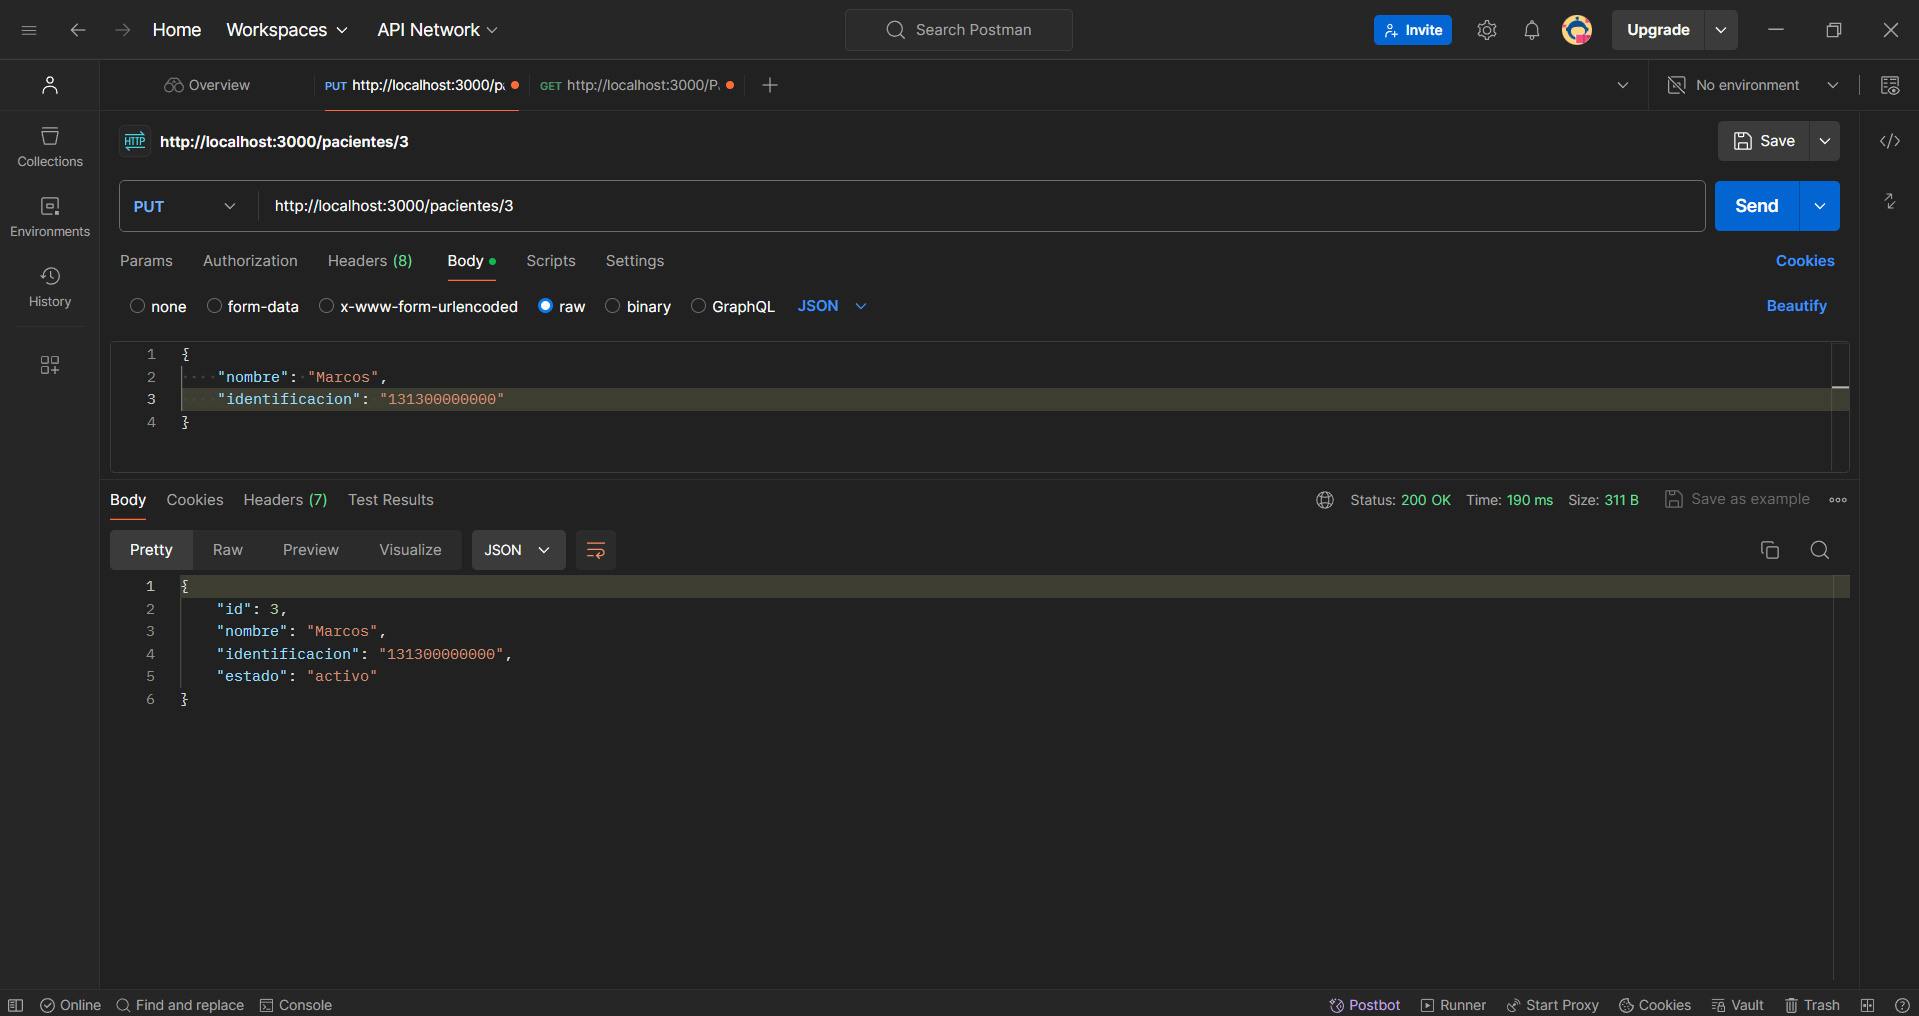 Home Workspaces API Network Search Postman Invite Upgrade
Overview PUT http://localhost:3000/p GET http://localhost:3000/P. No environment
HTTP http://localhost:3000/pacientes/3 Save
Collections
PUT http://localhost:3000/pacientes/3 Send
Environments
Params Authorization Headers (8) Body Scripts Settings Cookies
History
none form-data x-www-form-urlencoded raw binary GraphQL JSON Beautify
1 {
2 "nombre": "Marcos",
3 "identificacion": "131300000000"
4 }
Body Cookies Headers (7) Test Results Status: 200 OK Time: 190 ms Size: 311 B Save as example
Pretty Raw Preview Visualize JSON
1 {
2 "id": 3,
3 "nombre": "Marcos",
4 "identificacion": "131300000000",
5 "estado": "activo"
6 }
Online Find and replace Console Postbot Runner Start Proxy Cookies Vault Trash